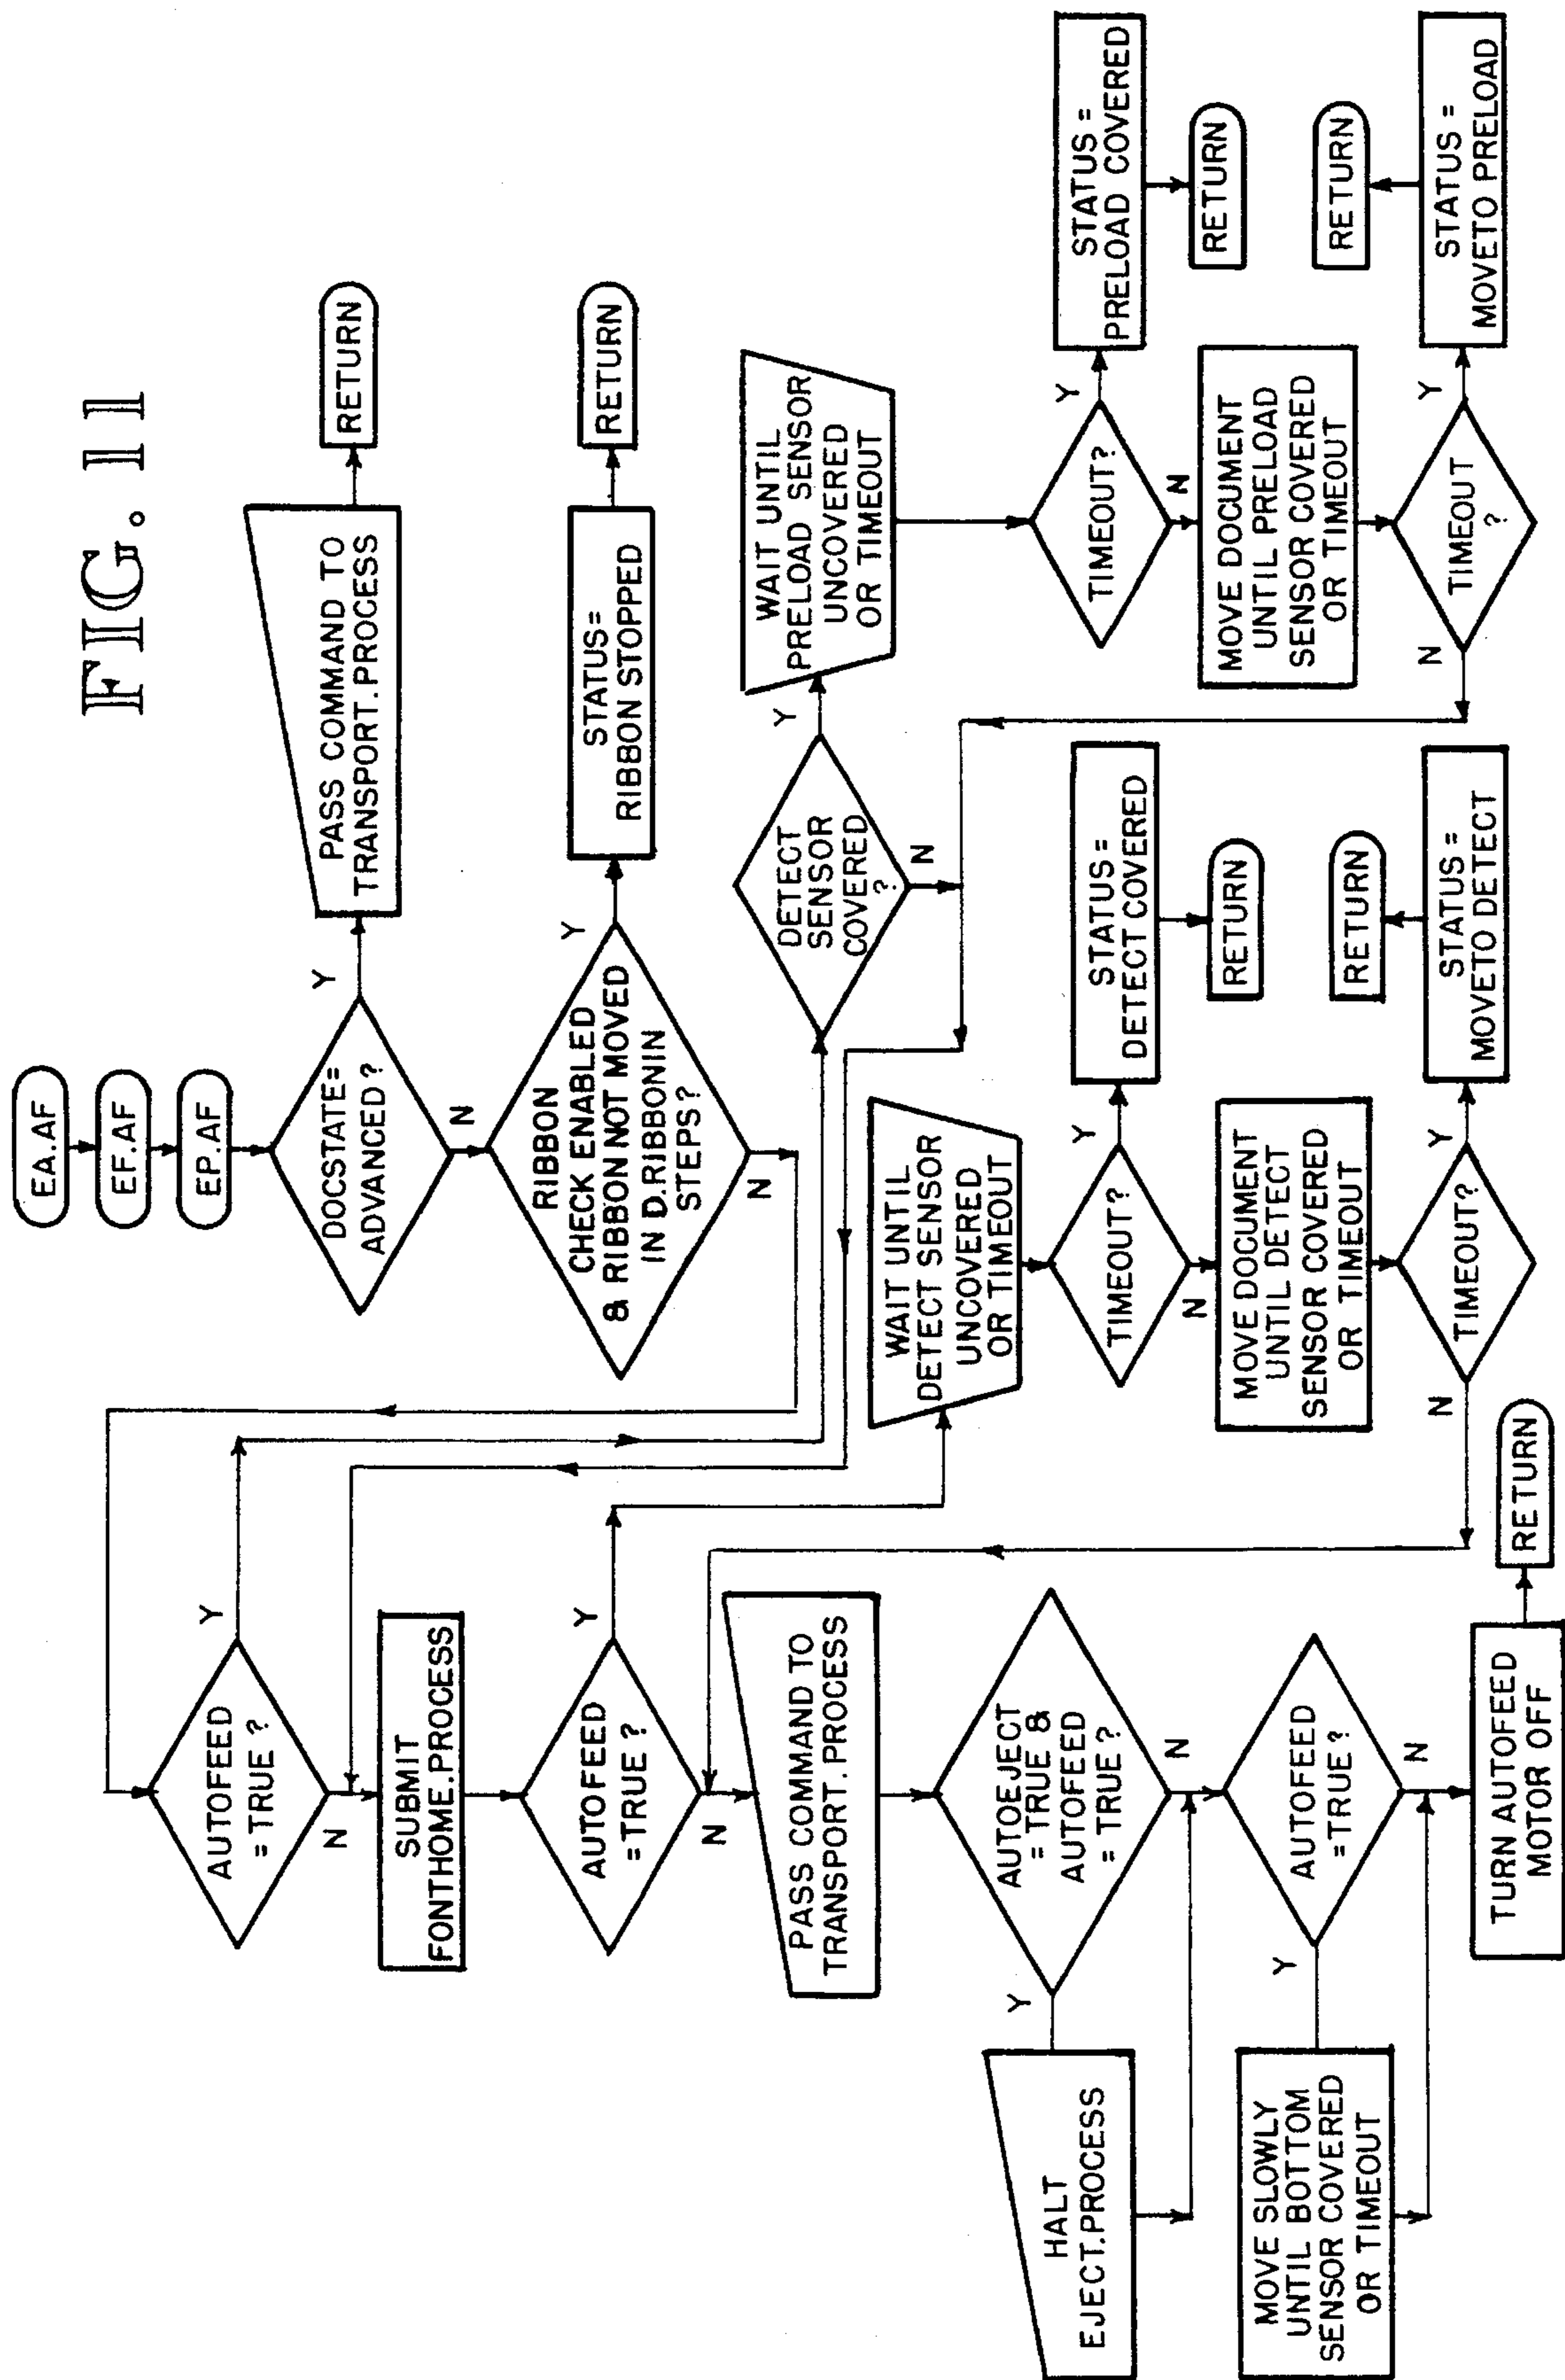 FIG. 11
EA.AF
EF.AF
EP.AF
DOCSTATE=
ADVANCED?
Y
N
PASS COMMAND TO
TRANSPORT.PROCESS
RETURN
RIBBON
CHECK ENABLED
& RIBBON NOT MOVED
IN D.RIBBONIN
STEPS?
Y
N
STATUS=
RIBBON STOPPED
RETURN
AUTOFEED
=TRUE?
Y
N
DETECT
SENSOR
COVERED
?
Y
N
WAIT UNTIL
PRELOAD SENSOR
UNCOVERED
OR TIMEOUT
TIMEOUT?
Y
N
STATUS=
PRELOAD COVERED
RETURN
MOVE DOCUMENT
UNTIL PRELOAD
SENSOR COVERED
OR TIMEOUT
TIMEOUT
?
Y
N
STATUS=
MOVETO PRELOAD
RETURN
SUBMIT
FONTHOME.PROCESS
AUTOFEED
=TRUE?
Y
N
WAIT UNTIL
DETECT SENSOR
UNCOVERED
OR TIMEOUT
TIMEOUT?
Y
N
STATUS=
DETECT COVERED
RETURN
MOVE DOCUMENT
UNTIL DETECT
SENSOR COVERED
OR TIMEOUT
TIMEOUT?
Y
N
STATUS=
MOVETO DETECT
RETURN
PASS COMMAND TO
TRANSPORT.PROCESS
AUTOEJECT
=TRUE &
AUTOFEED
=TRUE?
Y
N
HALT
EJECT.PROCESS
AUTOFEED
=TRUE?
Y
N
MOVE SLOWLY
UNTIL BOTTOM
SENSOR COVERED
OR TIMEOUT
TURN AUTOFEED
MOTOR OFF
RETURN